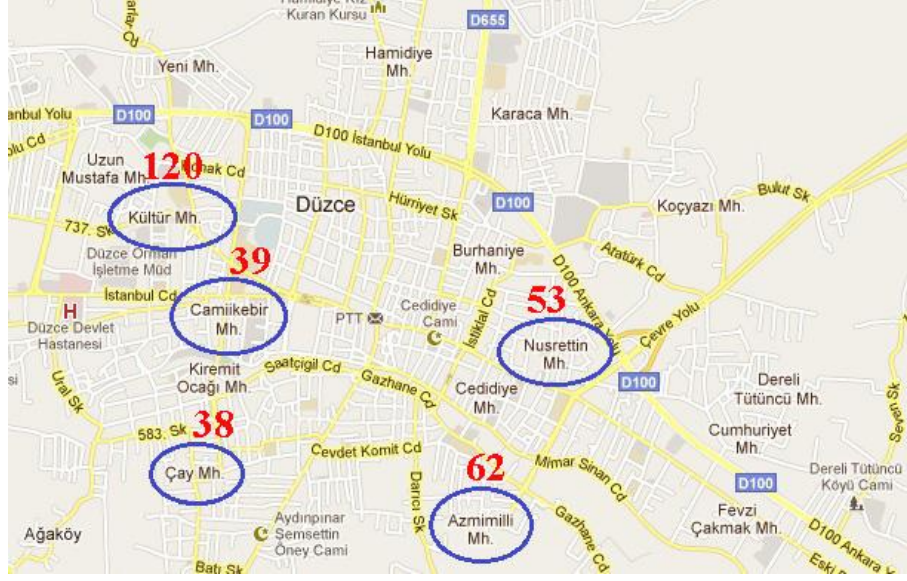 Kuran Kursu
D655
Hamidiye
Mh.
Yeni Mh.
Karaca Mh.
anbul Yolu
D100
D100
D100 İstanbul Yolu
Uzun
Mustafa Mh.
120
Kültür Mh.
Düzce
Hürriyet Sk
D100
Bulut Sk
Koçyazı Mh.
737. Sk
Düzce Orman
İşletme Müd
39
Burhaniye
Mh.
Atatürk Cd
D100 Ankara Yolu
İstanbul Cd
Camiikebir
Mh.
PTT
Cedidiye
Cami
İstiklal Cd
53
Nusrettin
Mh.
Çevre Yolu
H
Düzce Devlet
Hastanesi
Kiremit
Ocağı Mh.
Saatçigil Cd
Gazhane Cd
Cedidiye
Mh.
D100
Dereli
Tütüncü Mh.
Ural Sk
583. Sk
38
Cevdet Komit Cd
Cumhuriyet
Mh.
Çay Mh.
Darıcı Sk
62
Mimar Sinan Cd
D100
Dereli Tütüncü
Köyü Cami
Azmimilli
Mh.
Gazhane Cd
Fevzi
Çakmak Mh.
D100 Ankara
Ağaköy
Aydınpınar
Şemsettin
Öney Cami
Batı Sk
Eski